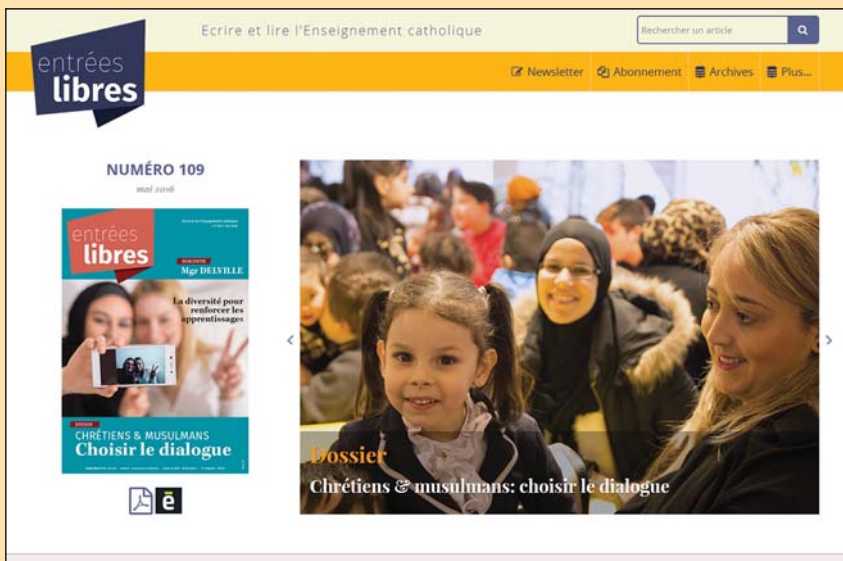 Ecrire et lire l'Enseignement catholique
Rechercher un article
entrées
libres
Newsletter
Abonnement
Archives
Plus...
NUMÉRO 109
mai 2016
entrées
libres
RENCONTRE
Mgr DELVILLE
La diversité pour
renforcer les
apprentissages
DOSSIER
CHRÉTIENS & MUSULMANS
Choisir le dialogue
é
Dossier
Chrétiens & musulmans: choisir le dialogue